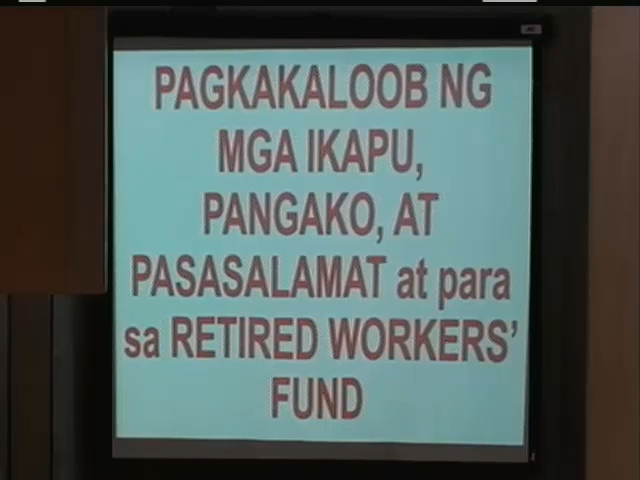 PAGKAKALOOB NG
MGA IKAPU,
PANGAKO, AT
PASASALAMAT at para
sa RETIRED WORKERS’
FUND